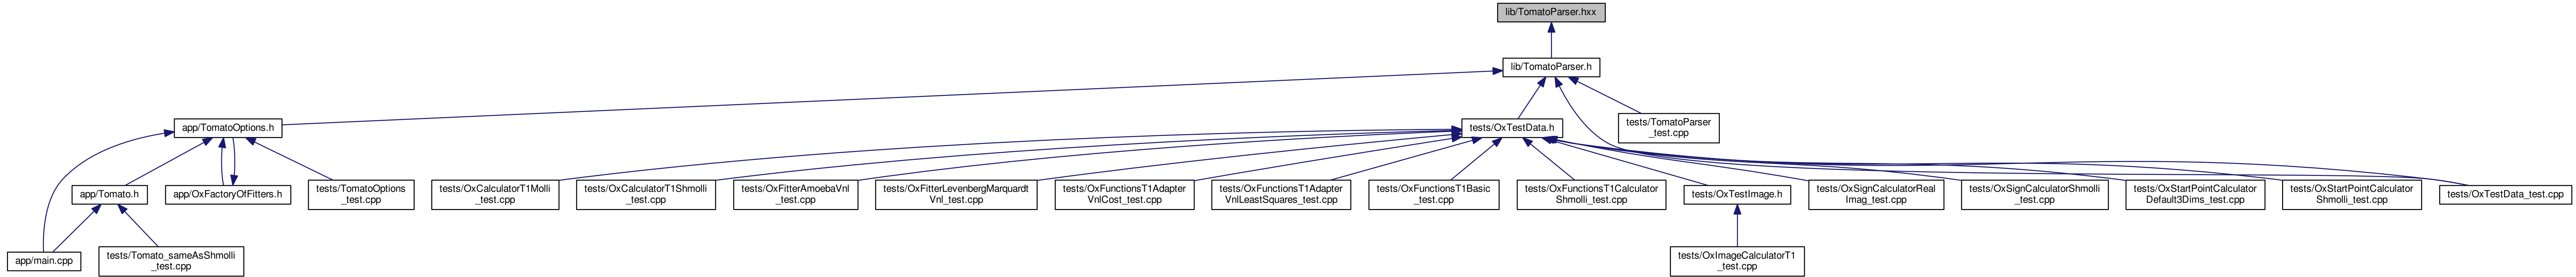 lib/TomatoParser.hxx
lib/TomatoParser.h
tests/TomatoParser
_test.cpp
app/TomatoOptions.h
tests/OxTestData.h
app/Tomato.h
app/OxFactoryOfFitters.h
tests/TomatoOptions
_test.cpp
tests/OxCalculatorT1Molli
_test.cpp
tests/OxCalculatorT1Shmolli
_test.cpp
tests/OxFitterAmoebaVnl
_test.cpp
tests/OxFitterLevenbergMarquardt
Vnl_test.cpp
tests/OxFunctionsT1Adapter
VnlCost_test.cpp
tests/OxFunctionsT1Adapter
VnlLeastSquares_test.cpp
tests/OxFunctionsT1Basic
_test.cpp
tests/OxFunctionsT1Calculator
Shmolli_test.cpp
tests/OxTestImage.h
tests/OxSignCalculatorReal
Imag_test.cpp
tests/OxSignCalculatorShmolli
_test.cpp
tests/OxStartPointCalculator
Default3Dims_test.cpp
tests/OxStartPointCalculator
Shmolli_test.cpp
tests/OxTestData_test.cpp
app/main.cpp
tests/Tomato_sameAsShmolli
_test.cpp
tests/OxImageCalculatorT1
_test.cpp